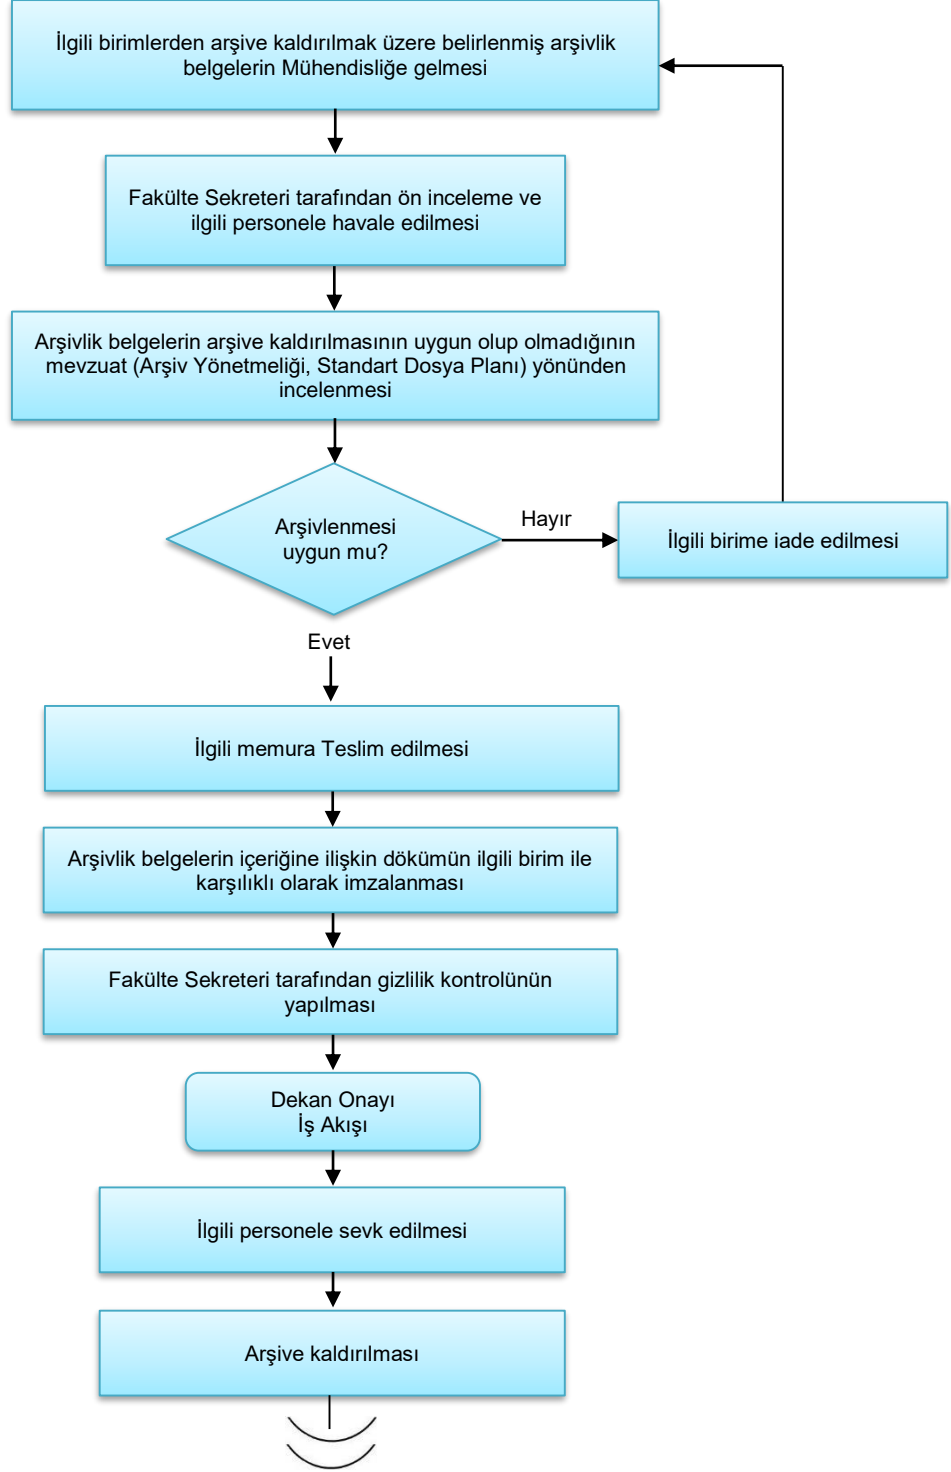 İlgili birimlerden arşive kaldırılmak üzere belirlenmiş arşivlik
belgelerin Mühendisliğe gelmesi
Fakülte Sekreteri tarafından ön inceleme ve
ilgili personele havale edilmesi
Arşivlik belgelerin arşive kaldırılmasının uygun olup olmadığının
mevzuat (Arşiv Yönetmeliği, Standart Dosya Planı) yönünden
incelenmesi
Arşivlenmesi
uygun mu?
Hayır
İlgili birime iade edilmesi
Evet
İlgili memura Teslim edilmesi
Arşivlik belgelerin içeriğine ilişkin dökümün ilgili birim ile
karşılıklı olarak imzalanması
Fakülte Sekreteri tarafından gizlilik kontrolünün
yapılması
Dekan Onayı
İş Akışı
İlgili personele sevk edilmesi
Arşive kaldırılması